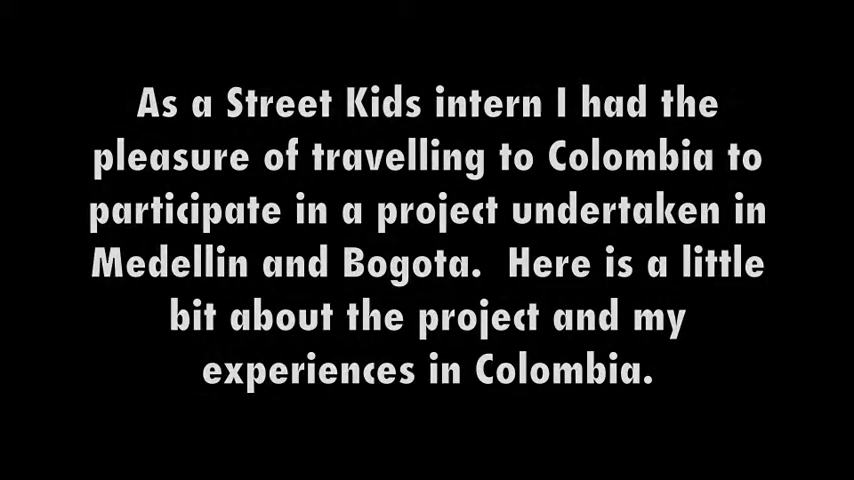 As a Street Kids intern I had the
pleasure of travelling to Colombia to
participate in a project undertaken in
Medellin and Bogota.  Here is a little
bit about the project and my
experiences in Colombia.